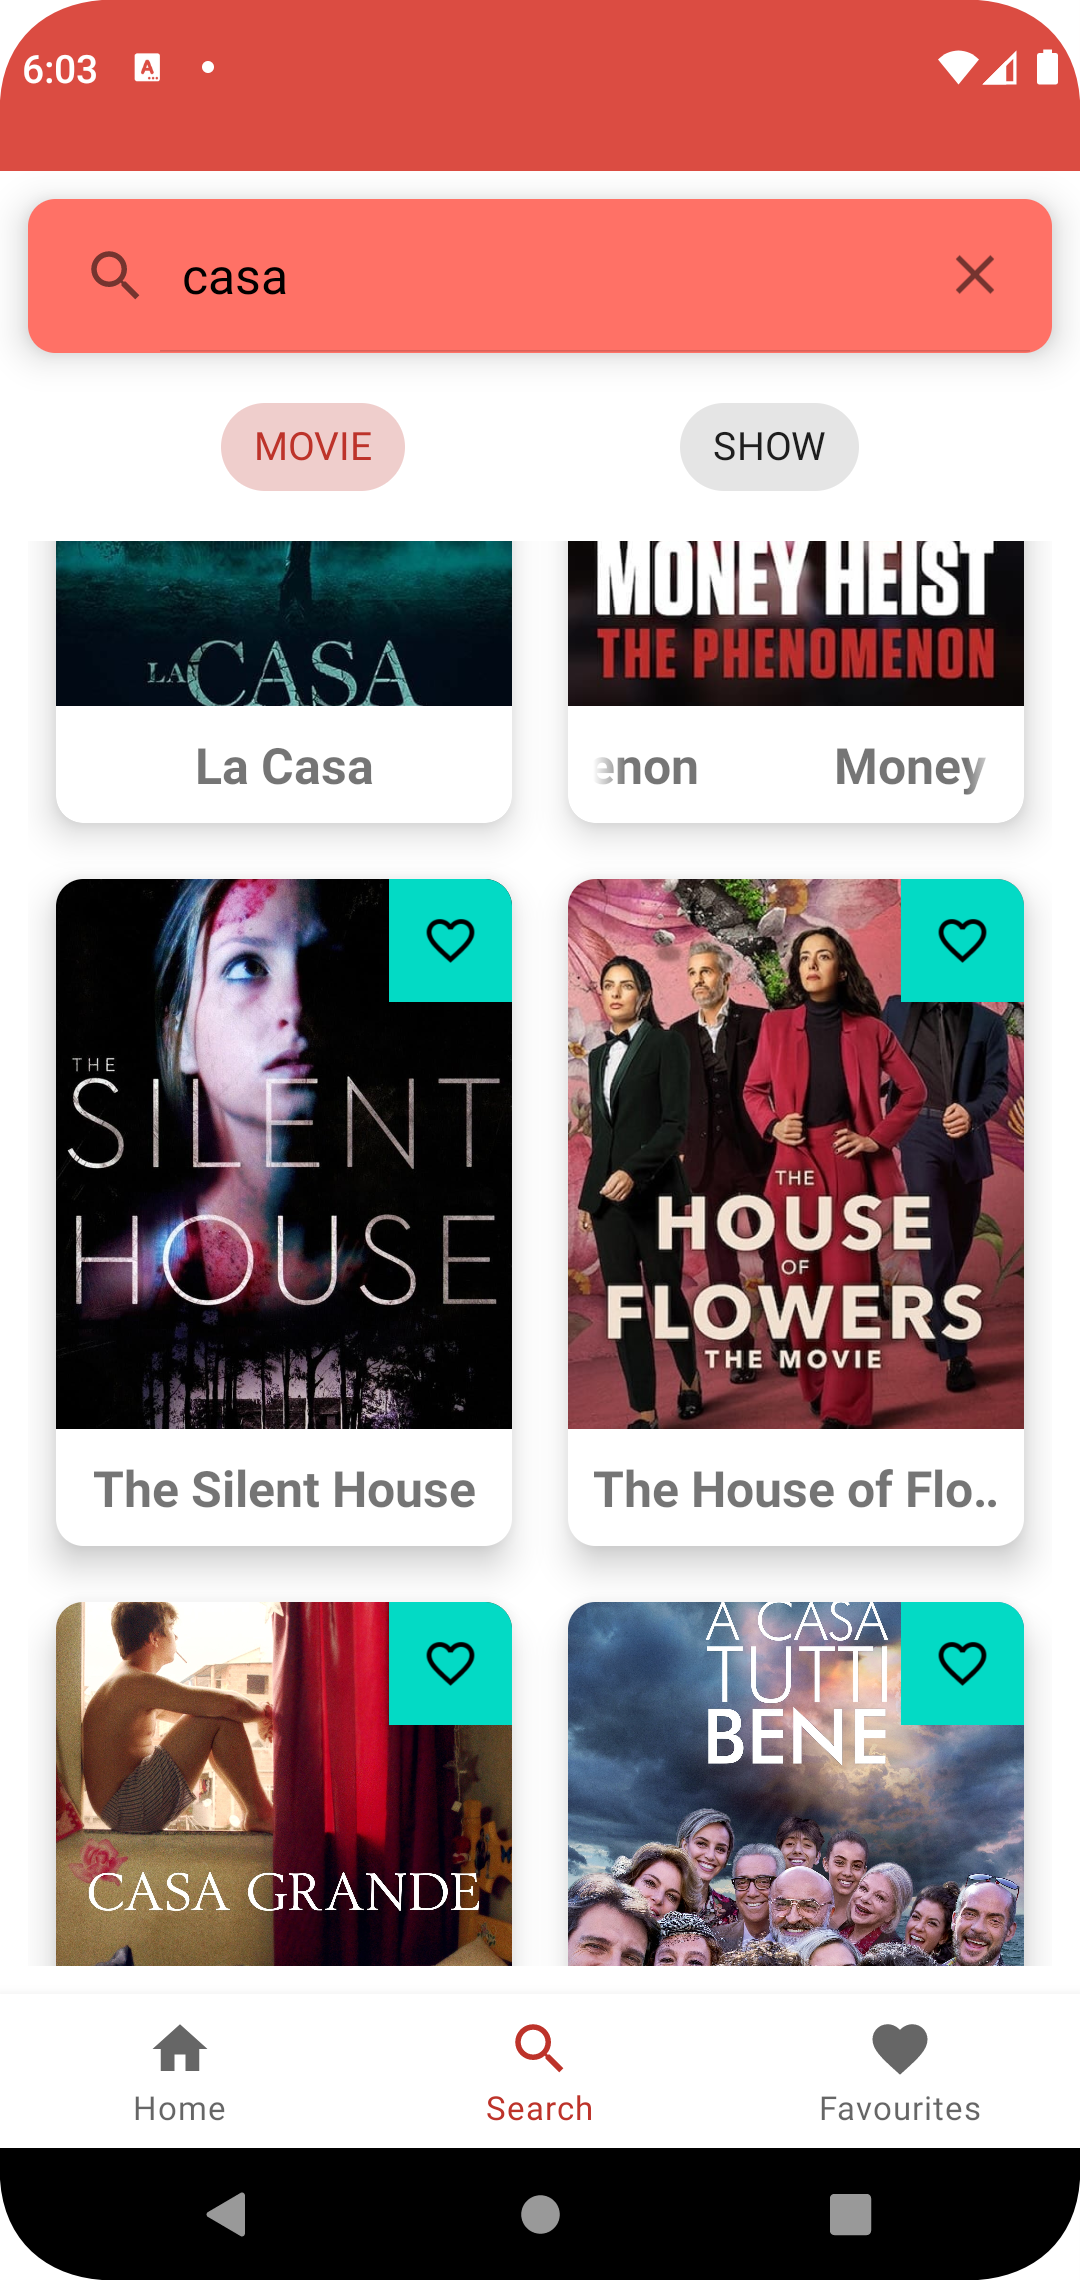 6:03
casa
MOVIE
SHOW
LA CASA
MONEY HEIST
THE PHENOMENON
La Casa
enon Money
THE
SILENT
HOUSE
THE
HOUSE
OF
FLOWERS
THE MOVIE
The Silent House
The House of Flo..
CASA GRANDE
A CASA
TUTTI
BENE
Home
Search
Favourites